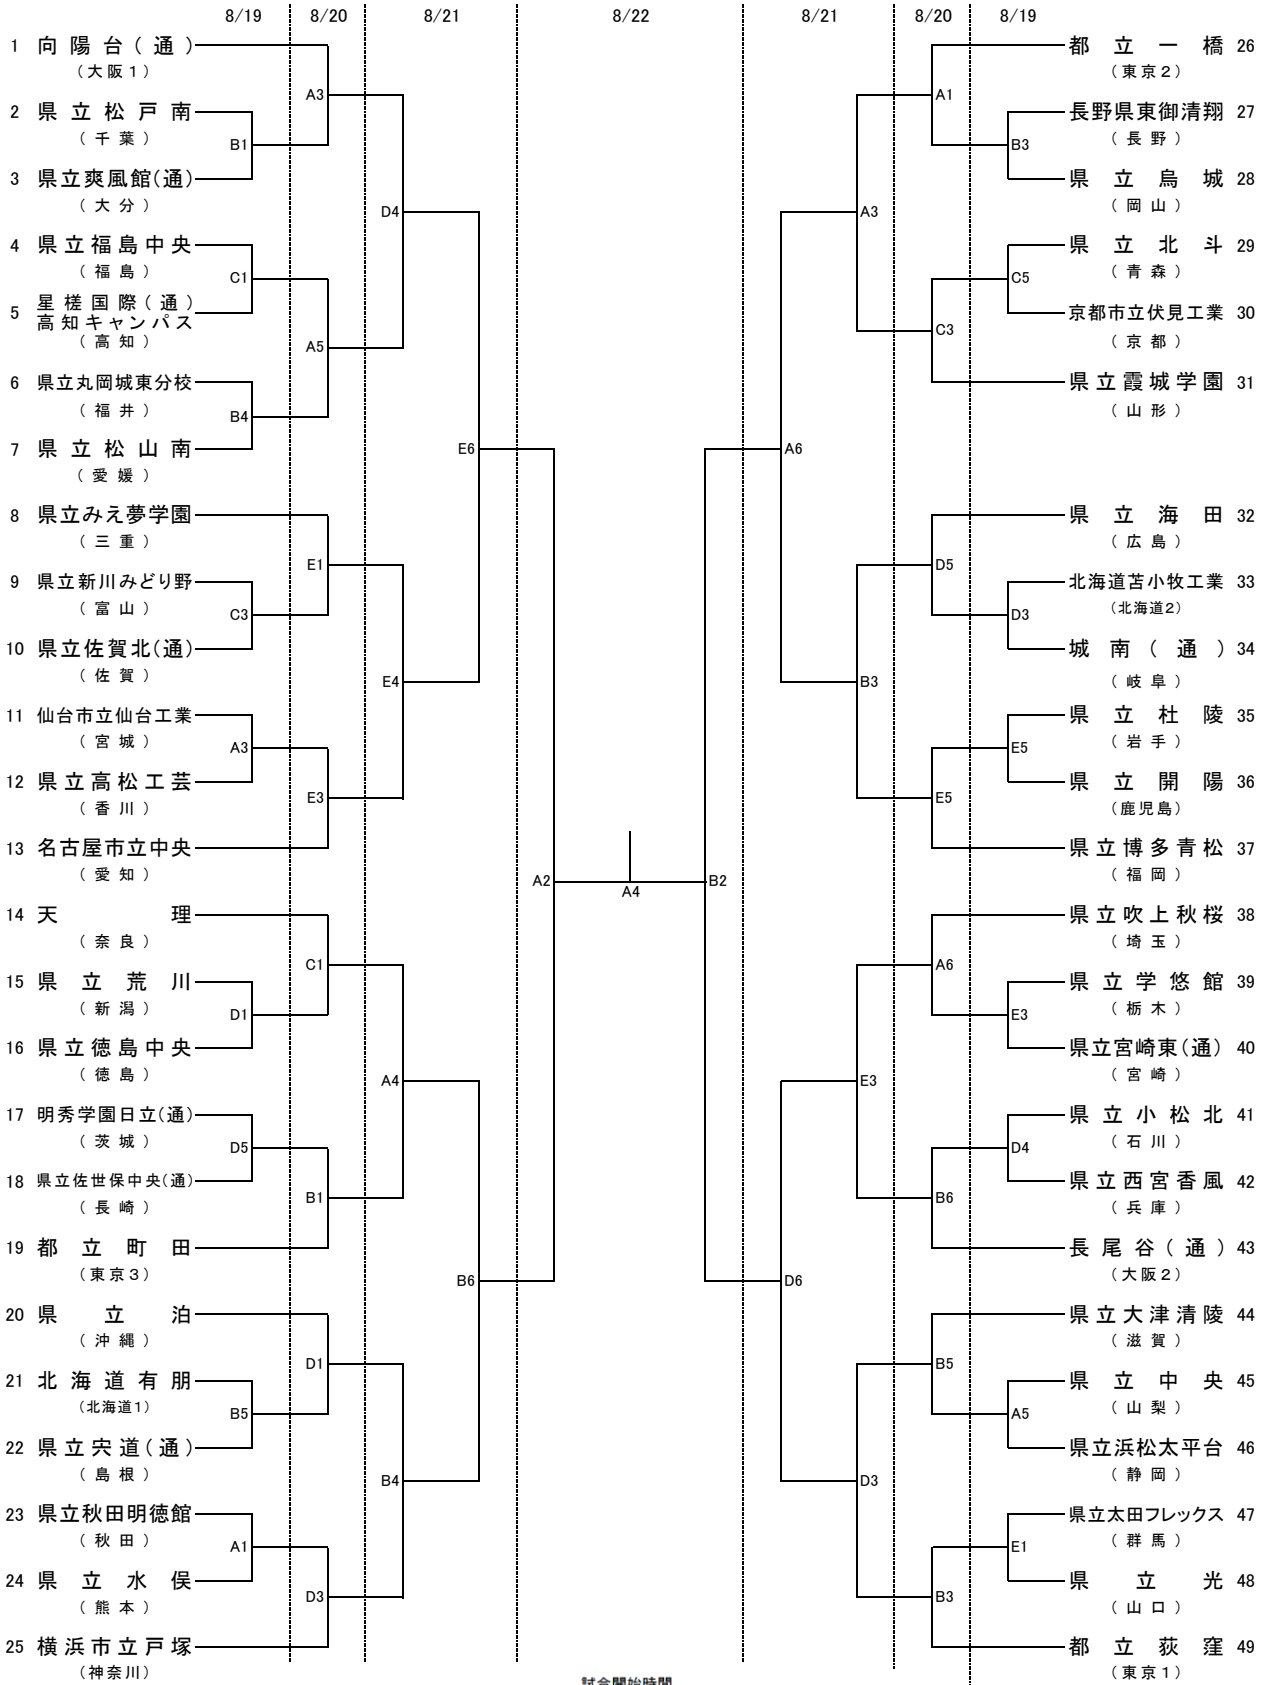 8/19 8/20 8/21 8/22 8/21 8/20 8/19
1 向陽台(通)
(大阪1)
A3
2 県立松戸南
(千葉)
B1
3 県立爽風館(通)
(大分)
D4
4 県立福島中央
(福島)
C1
5 星槎国際(通)
高知キャンパス
(高知)
A5
6 県立丸岡城東分校
(福井)
B4
7 県立松山南
(愛媛)
E6
8 県立みえ夢学園
(三重)
E1
9 県立新川みどり野
(富山)
C3
10 県立佐賀北(通)
(佐賀)
E4
11 仙台市立仙台工業
(宮城)
A3
12 県立高松工芸
(香川)
E3
13 名古屋市立中央
(愛知)
A2
A4
B2
14 天理
(奈良)
C1
15 県立荒川
(新潟)
D1
16 県立徳島中央
(徳島)
A4
17 明秀学園日立(通)
(茨城)
D5
18 県立佐世保中央(通)
(長崎)
B1
19 都立町田
(東京3)
B6
20 県立泊
(沖縄)
D1
21 北海道有朋
(北海道1)
B5
22 県立宍道(通)
(島根)
B4
23 県立秋田明徳館
(秋田)
A1
24 県立水俣
(熊本)
D3
25 横浜市立戸塚
(神奈川)
都立一橋 26
(東京2)
A1
長野県東御清翔 27
(長野)
B3
県立烏城 28
(岡山)
A3
県立北斗 29
(青森)
C5
京都市立伏見工業 30
(京都)
C3
県立霞城学園 31
(山形)
A6
県立海田 32
(広島)
D5
北海道苫小牧工業 33
(北海道2)
D3
城南(通) 34
(岐阜)
B3
県立杜陵 35
(岩手)
E5
県立開陽 36
(鹿児島)
E5
県立博多青松 37
(福岡)
県立吹上秋桜 38
(埼玉)
A6
県立学悠館 39
(栃木)
E3
県立宮崎東(通) 40
(宮崎)
E3
県立小松北 41
(石川)
D4
県立西宮香風 42
(兵庫)
B6
長尾谷(通) 43
(大阪2)
D6
県立大津清陵 44
(滋賀)
B5
県立中央 45
(山梨)
A5
県立浜松太平台 46
(静岡)
D3
県立太田フレックス 47
(群馬)
E1
県立光 48
(山口)
B3
都立荻窪 49
(東京1)
試合開始時間